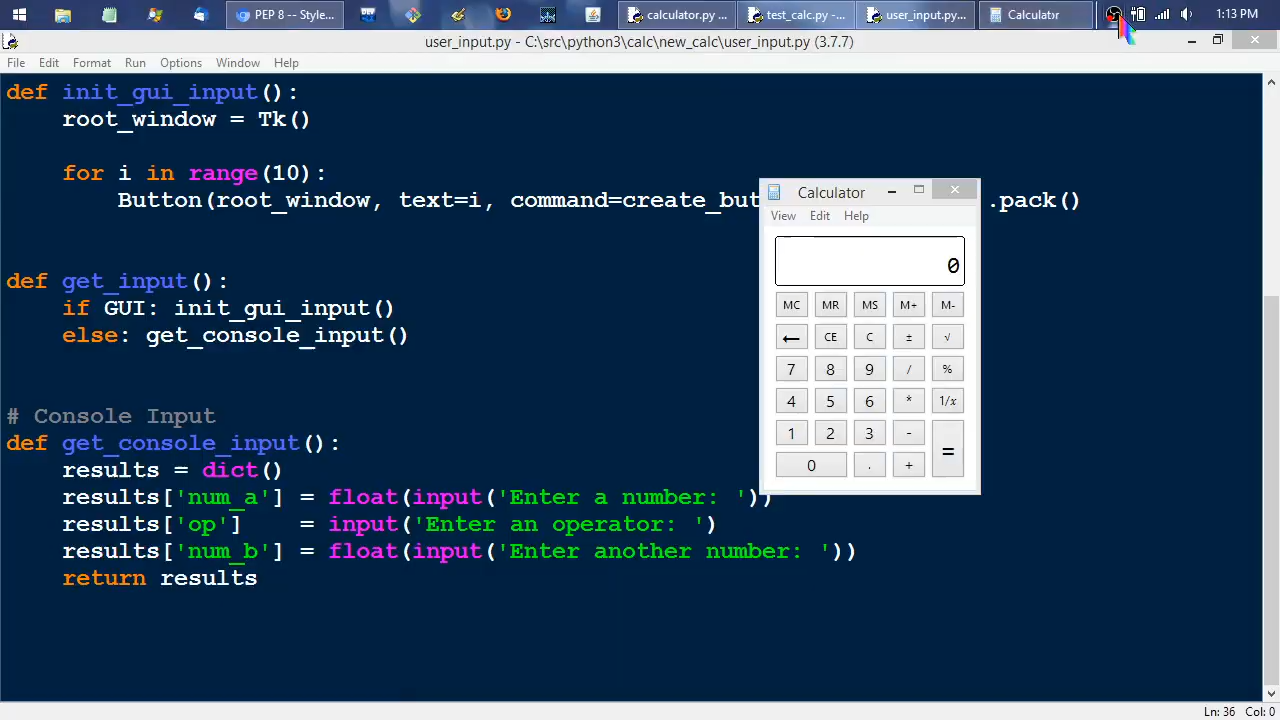 PEP 8 -- Style...
calculator.py ...
test_calc.py -...
user_input.py...
Calculator
1:13 PM
user_input.py - C:\src\python3\calc\new_calc\user_input.py (3.7.7)
File Edit Format Run Options Window Help
def init_gui_input():
    root_window = Tk()
    for i in range(10):
        Button(root_window, text=i, command=create_but .pack()
def get_input():
    if GUI: init_gui_input()
    else: get_console_input()
# Console Input
def get_console_input():
    results = dict()
    results['num_a'] = float(input('Enter a number: '))
    results['op']    = input('Enter an operator: ')
    results['num_b'] = float(input('Enter another number: '))
    return results
Calculator
View Edit Help
0
MC MR MS M+ M-
← CE C ± √
7 8 9 / %
4 5 6 * 1/x
1 2 3 - =
0 . +
Ln: 36 Col: 0